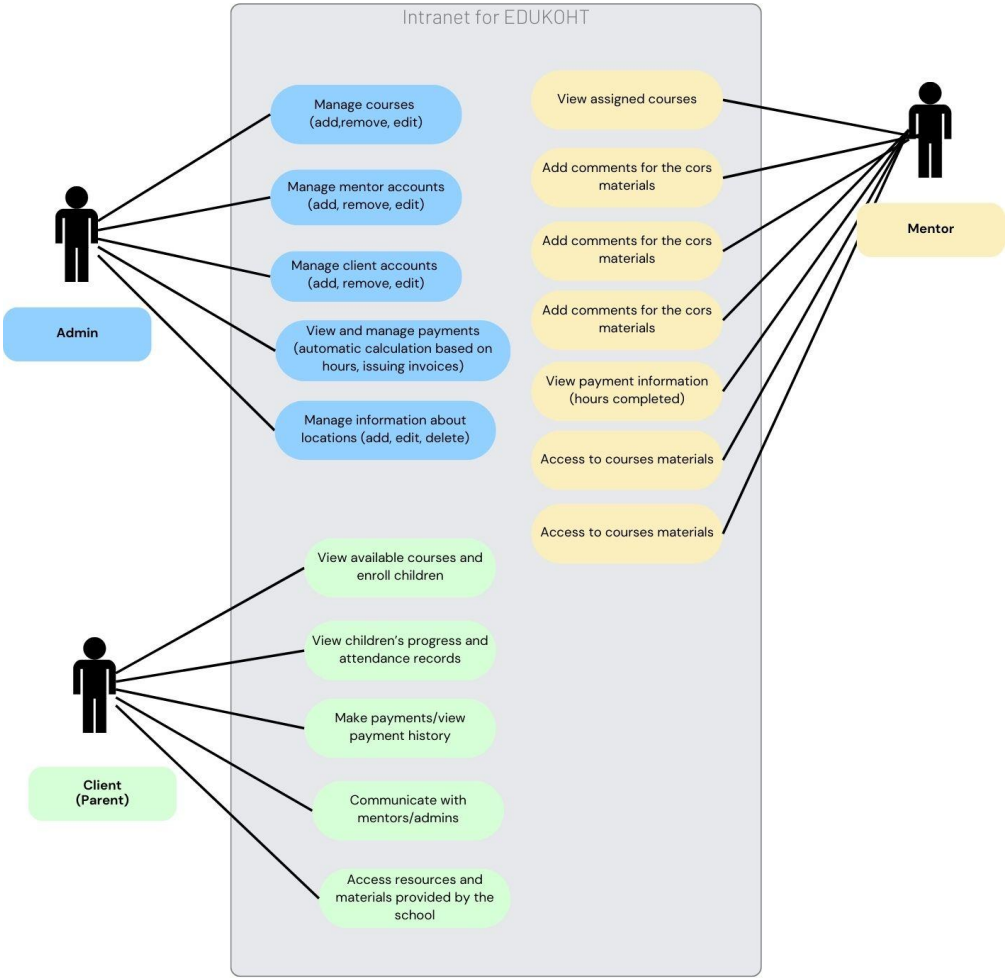 Intranet for EDUKOHT
Manage courses
(add,remove, edit)
Manage mentor accounts
(add, remove, edit)
Manage client accounts
(add, remove, edit)
View and manage payments
(automatic calculation based on
hours, issuing invoices)
Manage information about
locations (add, edit, delete)
Admin
View assigned courses
Add comments for the cors
materials
Add comments for the cors
materials
Add comments for the cors
materials
View payment information
(hours completed)
Access to courses materials
Access to courses materials
Mentor
View available courses and
enroll children
View children’s progress and
attendance records
Make payments/view
payment history
Communicate with
mentors/admins
Access resources and
materials provided by the
school
Client
(Parent)